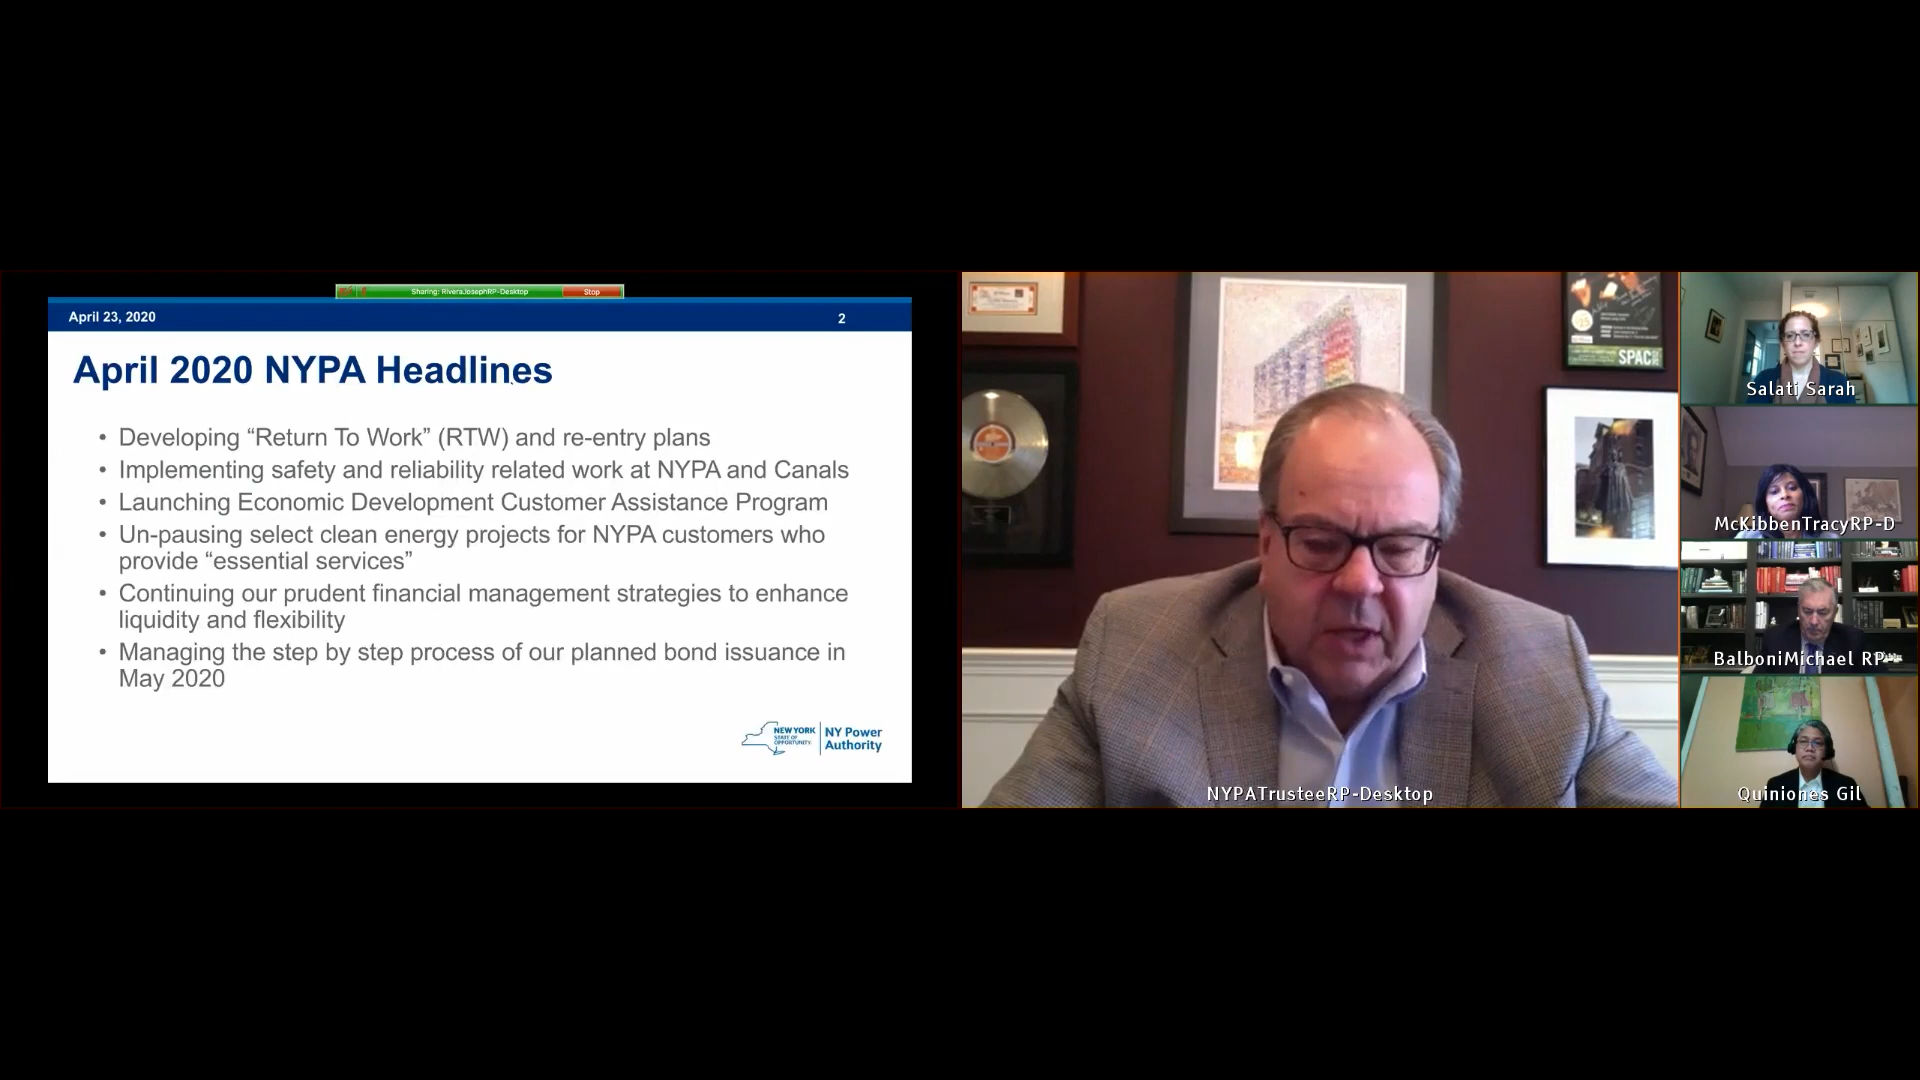 Sharing: RiveraJosephRP-Desktop
Stop
April 23, 2020
2
April 2020 NYPA Headlines
• Developing “Return To Work” (RTW) and re-entry plans
• Implementing safety and reliability related work at NYPA and Canals
• Launching Economic Development Customer Assistance Program
• Un-pausing select clean energy projects for NYPA customers who
provide “essential services”
• Continuing our prudent financial management strategies to enhance
liquidity and flexibility
• Managing the step by step process of our planned bond issuance in
May 2020
NEW YORK
STATE OF
OPPORTUNITY
NY Power
Authority
SPAC
NYPATrusteeRP-Desktop
Salati Sarah
McKibbenTracyRP-D
BalboniMichael RP-
Quiniones Gil